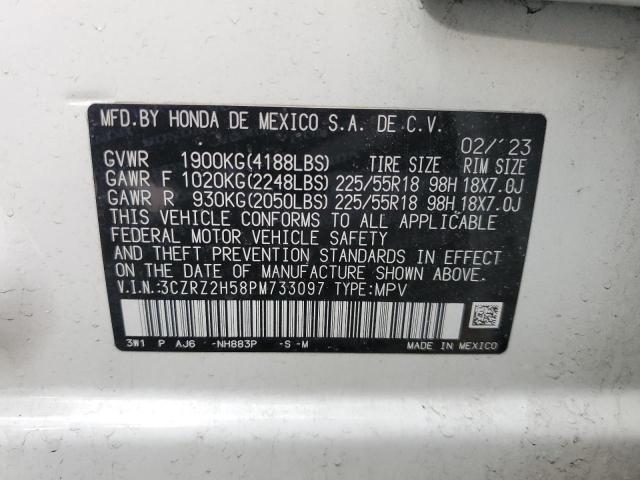 MFD.BY HONDA DE MEXICO S.A. DE C.V.
02/'23
GVWR 1900KG(4188LBS) TIRE SIZE RIM SIZE
GAWR F 1020KG(2248LBS) 225/55R18 98H 18X7.0J
GAWR R 930KG(2050LBS) 225/55R18 98H 18X7.0J
THIS VEHICLE CONFORMS TO ALL APPLICABLE
FEDERAL MOTOR VEHICLE SAFETY
AND THEFT PREVENTION STANDARDS IN EFFECT
ON THE DATE OF MANUFACTURE SHOWN ABOVE.
V.I.N.:3CZRZ2H58PM733097 TYPE:MPV
3W1 P AJ6 -NH883P -S-M MADE IN MEXICO